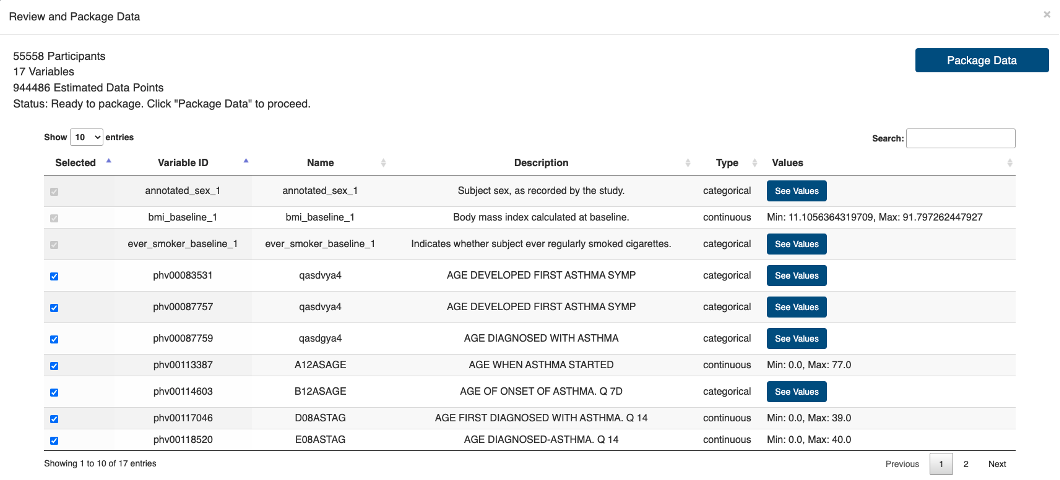 Review and Package Data ×
55558 Participants
Package Data
17 Variables
944486 Estimated Data Points
Status: Ready to package. Click "Package Data" to proceed.
Show 10 entries Search:
Selected Variable ID Name Description Type Values
annotated_sex_1 annotated_sex_1 Subject sex, as recorded by the study. categorical See Values
bmi_baseline_1 bmi_baseline_1 Body mass index calculated at baseline. continuous Min: 11.1056364319709, Max: 91.797262447927
ever_smoker_baseline_1 ever_smoker_baseline_1 Indicates whether subject ever regularly smoked cigarettes. categorical See Values
phv00083531 qasdvya4 AGE DEVELOPED FIRST ASTHMA SYMP categorical See Values
phv00087757 qasdvya4 AGE DEVELOPED FIRST ASTHMA SYMP categorical See Values
phv00087759 qasdgya4 AGE DIAGNOSED WITH ASTHMA categorical See Values
phv00113387 A12ASAGE AGE WHEN ASTHMA STARTED continuous Min: 0.0, Max: 77.0
phv00114603 B12ASAGE AGE OF ONSET OF ASTHMA. Q 7D categorical See Values
phv00117046 D08ASTAG AGE FIRST DIAGNOSED WITH ASTHMA. Q 14 continuous Min: 0.0, Max: 39.0
phv00118520 E08ASTAG AGE DIAGNOSED-ASTHMA. Q 14 continuous Min: 0.0, Max: 40.0
Showing 1 to 10 of 17 entries Previous 1 2 Next